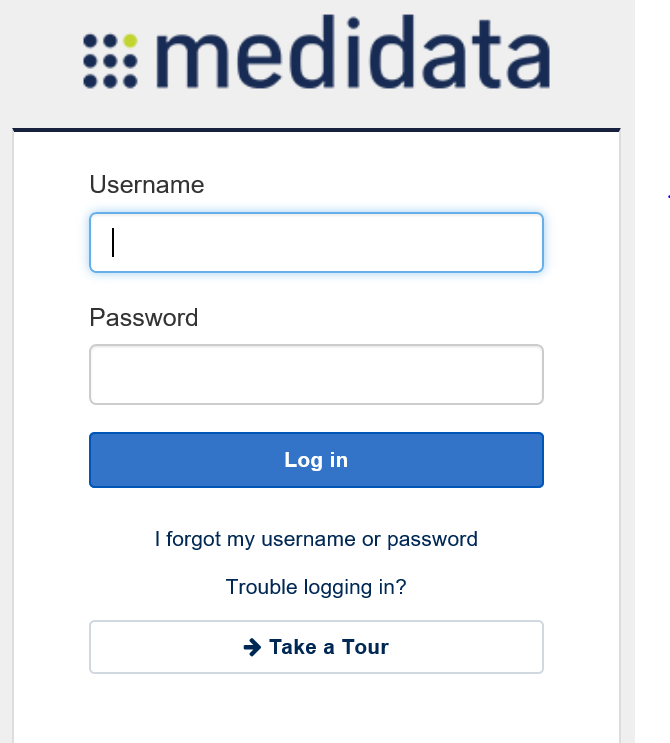 medidata
Username
Password
Log in
I forgot my username or password
Trouble logging in?
Take a Tour